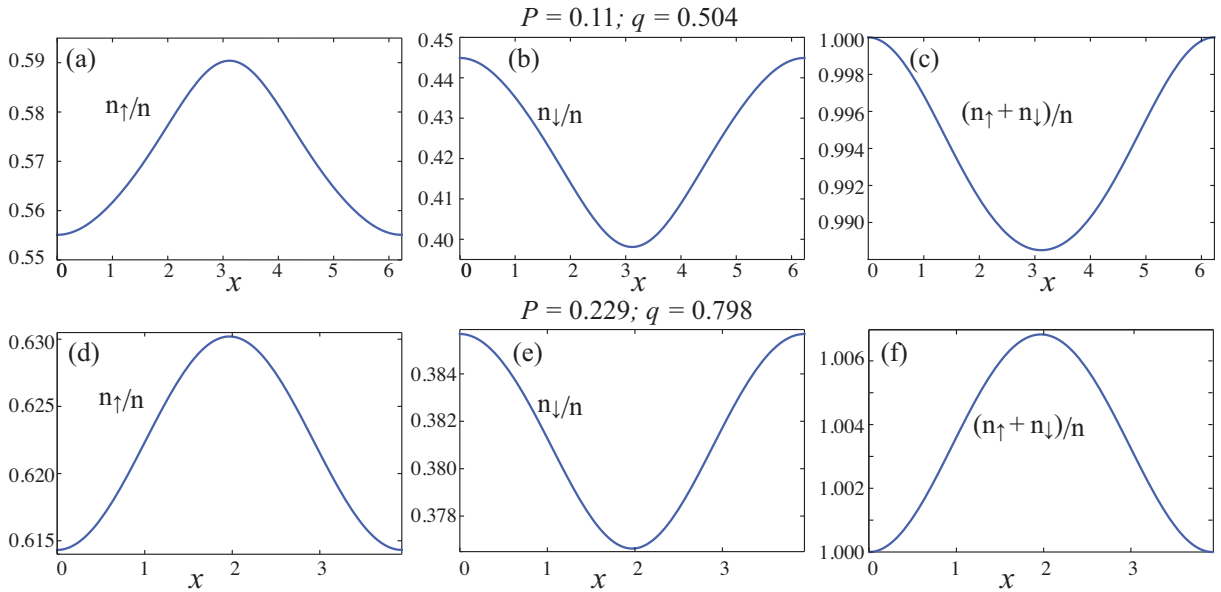 P = 0.11; q = 0.504
(a)
n↑/n
0.59
0.58
0.57
0.56
0.55
0 1 2 3 4 5 6
x
(b)
n↓/n
0.45
0.44
0.43
0.42
0.41
0.40
0 1 2 3 4 5 6
x
(c)
(n↑ + n↓)/n
1.000
0.998
0.996
0.994
0.992
0.990
0 1 2 3 4 5 6
x
P = 0.229; q = 0.798
(d)
n↑/n
0.630
0.625
0.620
0.615
0 1 2 3
x
(e)
n↓/n
0.384
0.382
0.380
0.378
0 1 2 3
x
(f)
(n↑ + n↓)/n
1.006
1.004
1.002
1.000
0 1 2 3
x